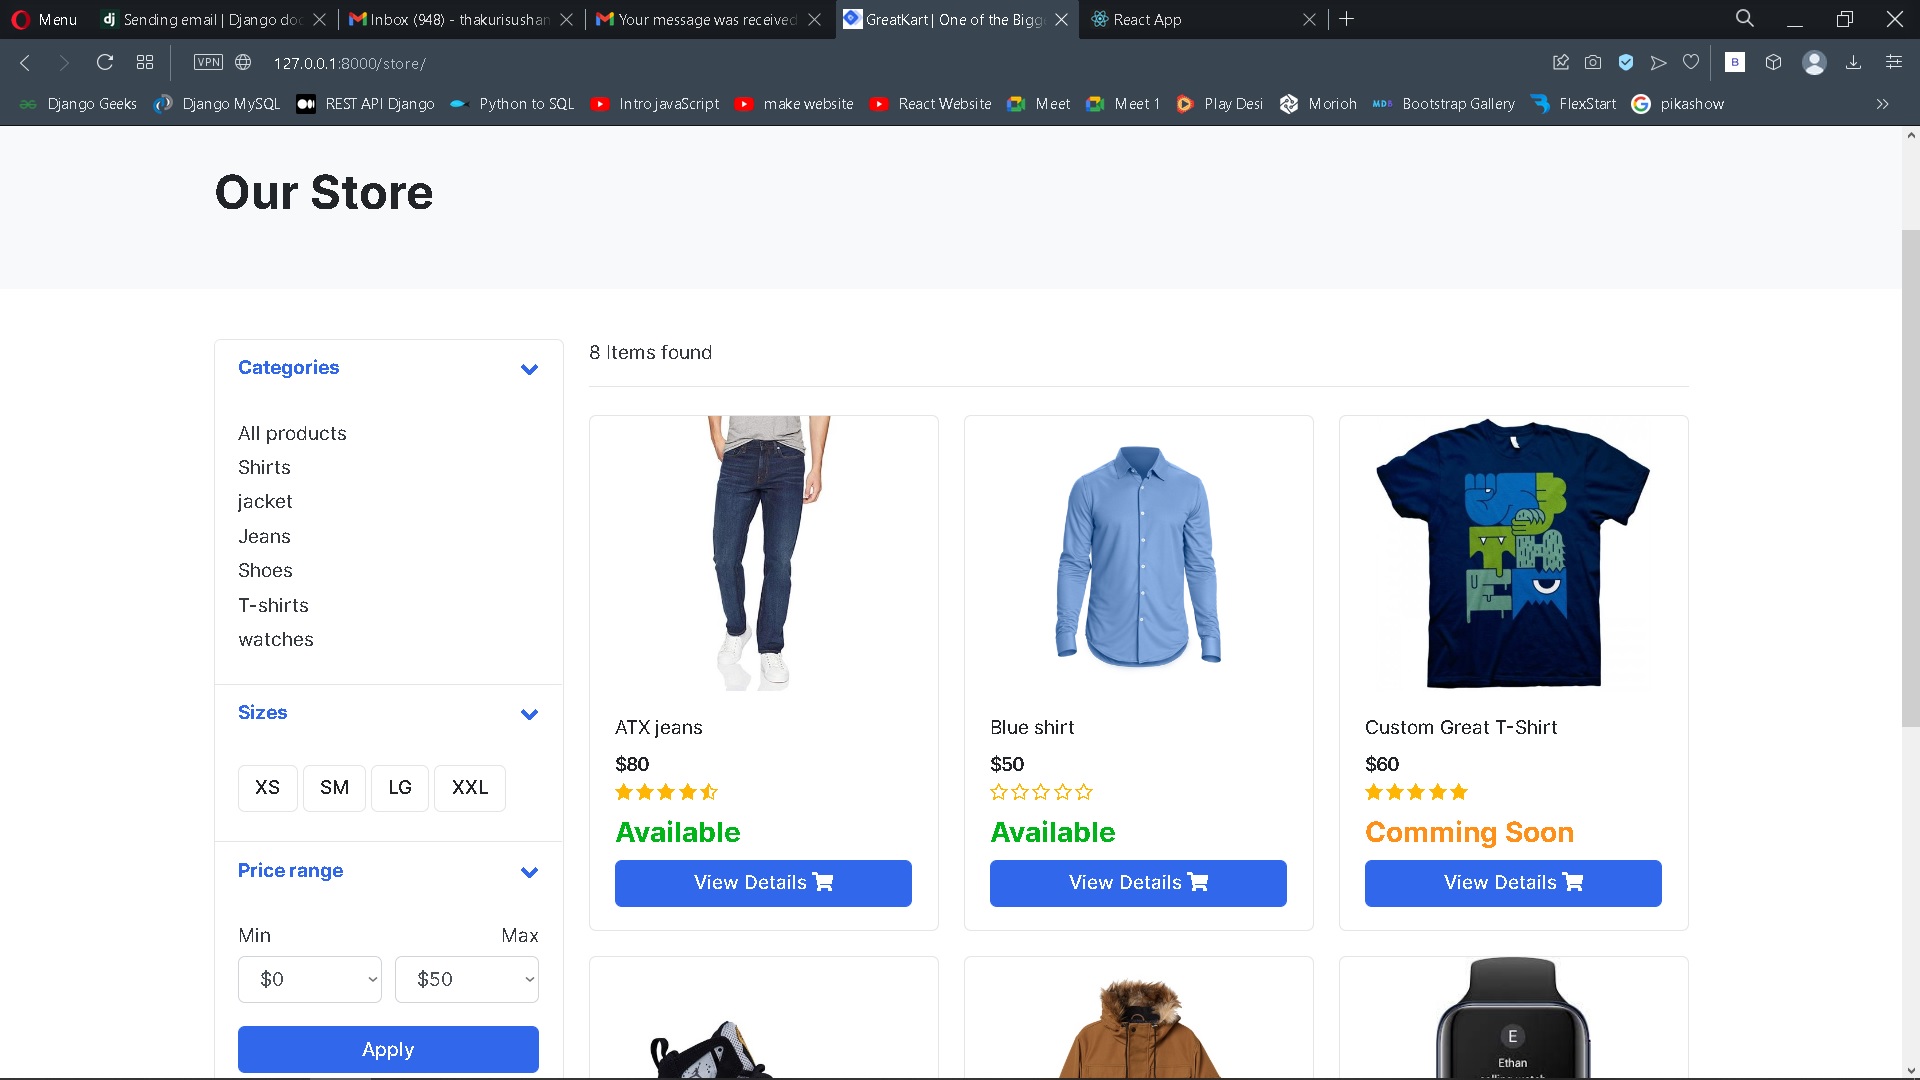 Menu
dj Sending email | Django doc
Inbox (948) - thakurisushan
Your message was received
GreatKart | One of the Bigg
React App
VPN
127.0.0.1:8000/store/
B
Django Geeks
Django MySQL
REST API Django
Python to SQL
Intro javaScript
make website
React Website
Meet
Meet 1
Play Desi
Morioh
MDB Bootstrap Gallery
FlexStart
pikashow
Our Store
Categories
All products
Shirts
jacket
Jeans
Shoes
T-shirts
watches
Sizes
XS SM LG XXL
Price range
Min Max
$0 $50
Apply
8 Items found
ATX jeans
$80
Available
View Details
Blue shirt
$50
Available
View Details
Custom Great T-Shirt
$60
Comming Soon
View Details
E
Ethan